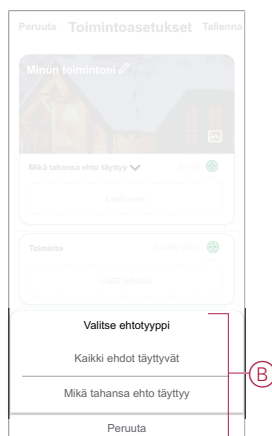 Peruuta Toimintoasetukset Tallenna
Minun toimintoni
Mikä tahansa ehto täyttyy
Toiminto
Valitse ehtotyyppi
Kaikki ehdot täyttyvät
B
Mikä tahansa ehto täyttyy
Peruuta